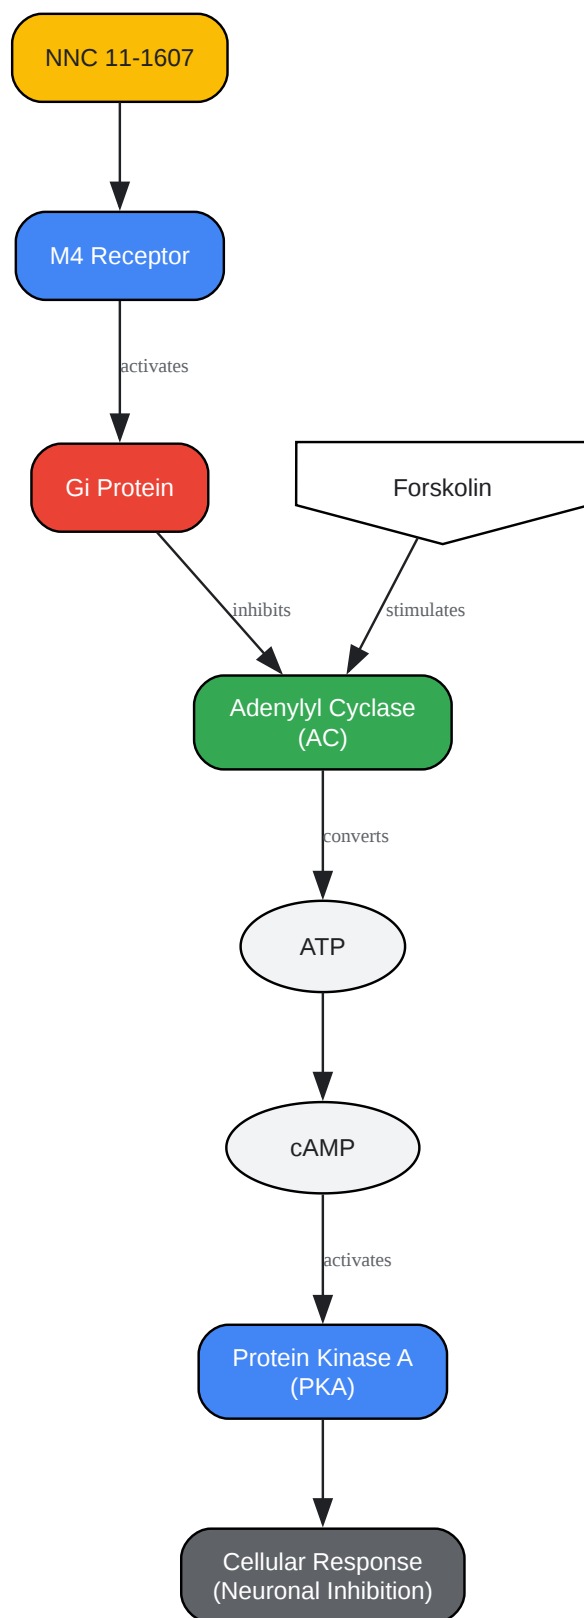 NNC 11-1607
M4 Receptor
activates
Gi Protein
Forskolin
inhibits
stimulates
Adenylyl Cyclase
(AC)
converts
ATP
cAMP
activates
Protein Kinase A
(PKA)
Cellular Response
(Neuronal Inhibition)